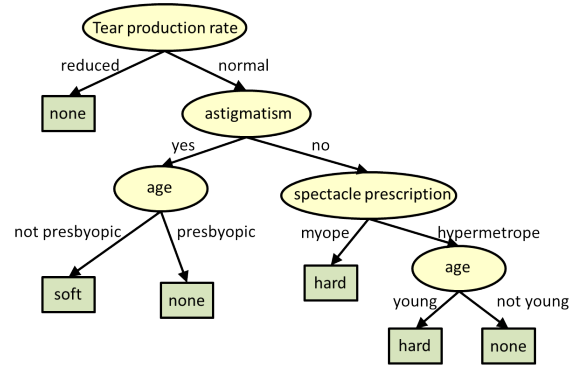 Tear production rate
reduced
normal
none
astigmatism
yes
no
age
spectacle prescription
not presbyopic
presbyopic
myope
hypermetrope
soft
none
hard
age
young
not young
hard
none